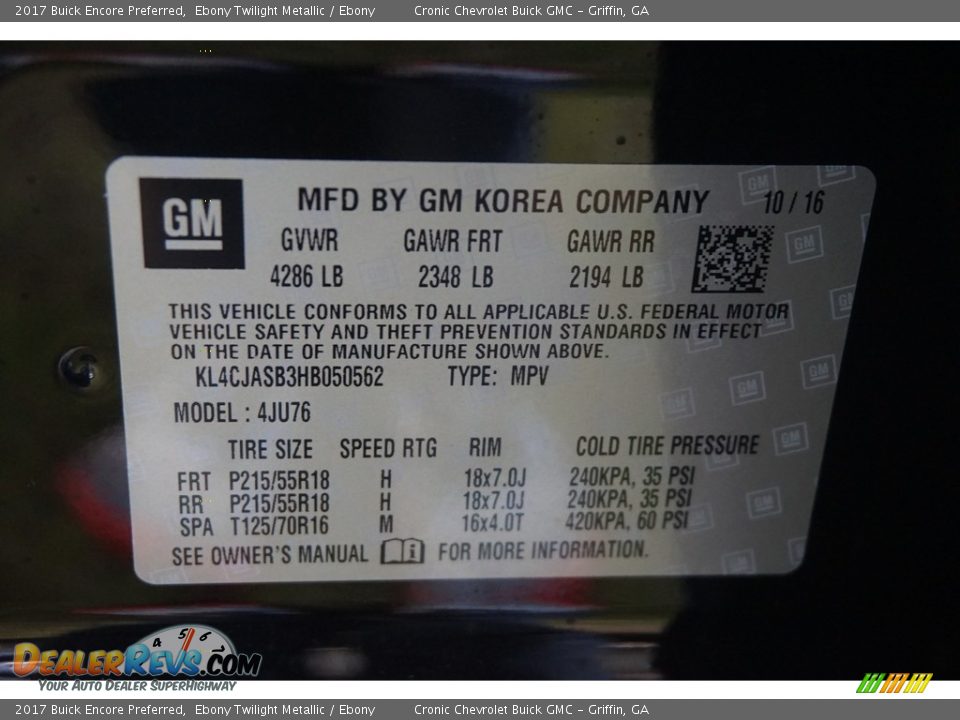 2017 Buick Encore Preferred, Ebony Twilight Metallic / Ebony Cronic Chevrolet Buick GMC – Griffin, GA
GM
MFD BY GM KOREA COMPANY 10 / 16
GVWR GAWR FRT GAWR RR
4286 LB 2348 LB 2194 LB
THIS VEHICLE CONFORMS TO ALL APPLICABLE U.S. FEDERAL MOTOR
VEHICLE SAFETY AND THEFT PREVENTION STANDARDS IN EFFECT
ON THE DATE OF MANUFACTURE SHOWN ABOVE.
KL4CJASB3HB050562 TYPE: MPV
MODEL : 4JU76
TIRE SIZE SPEED RTG RIM COLD TIRE PRESSURE
FRT P215/55R18 H 18x7.0J 240KPA, 35 PSI
RR P215/55R18 H 18x7.0J 240KPA, 35 PSI
SPA T125/70R16 M 16x4.0T 420KPA, 60 PSI
SEE OWNER'S MANUAL i FOR MORE INFORMATION.
4 5 6
DEALERREVS.COM
YOUR AUTO DEALER SUPERHIGHWAY
2017 Buick Encore Preferred, Ebony Twilight Metallic / Ebony Cronic Chevrolet Buick GMC – Griffin, GA